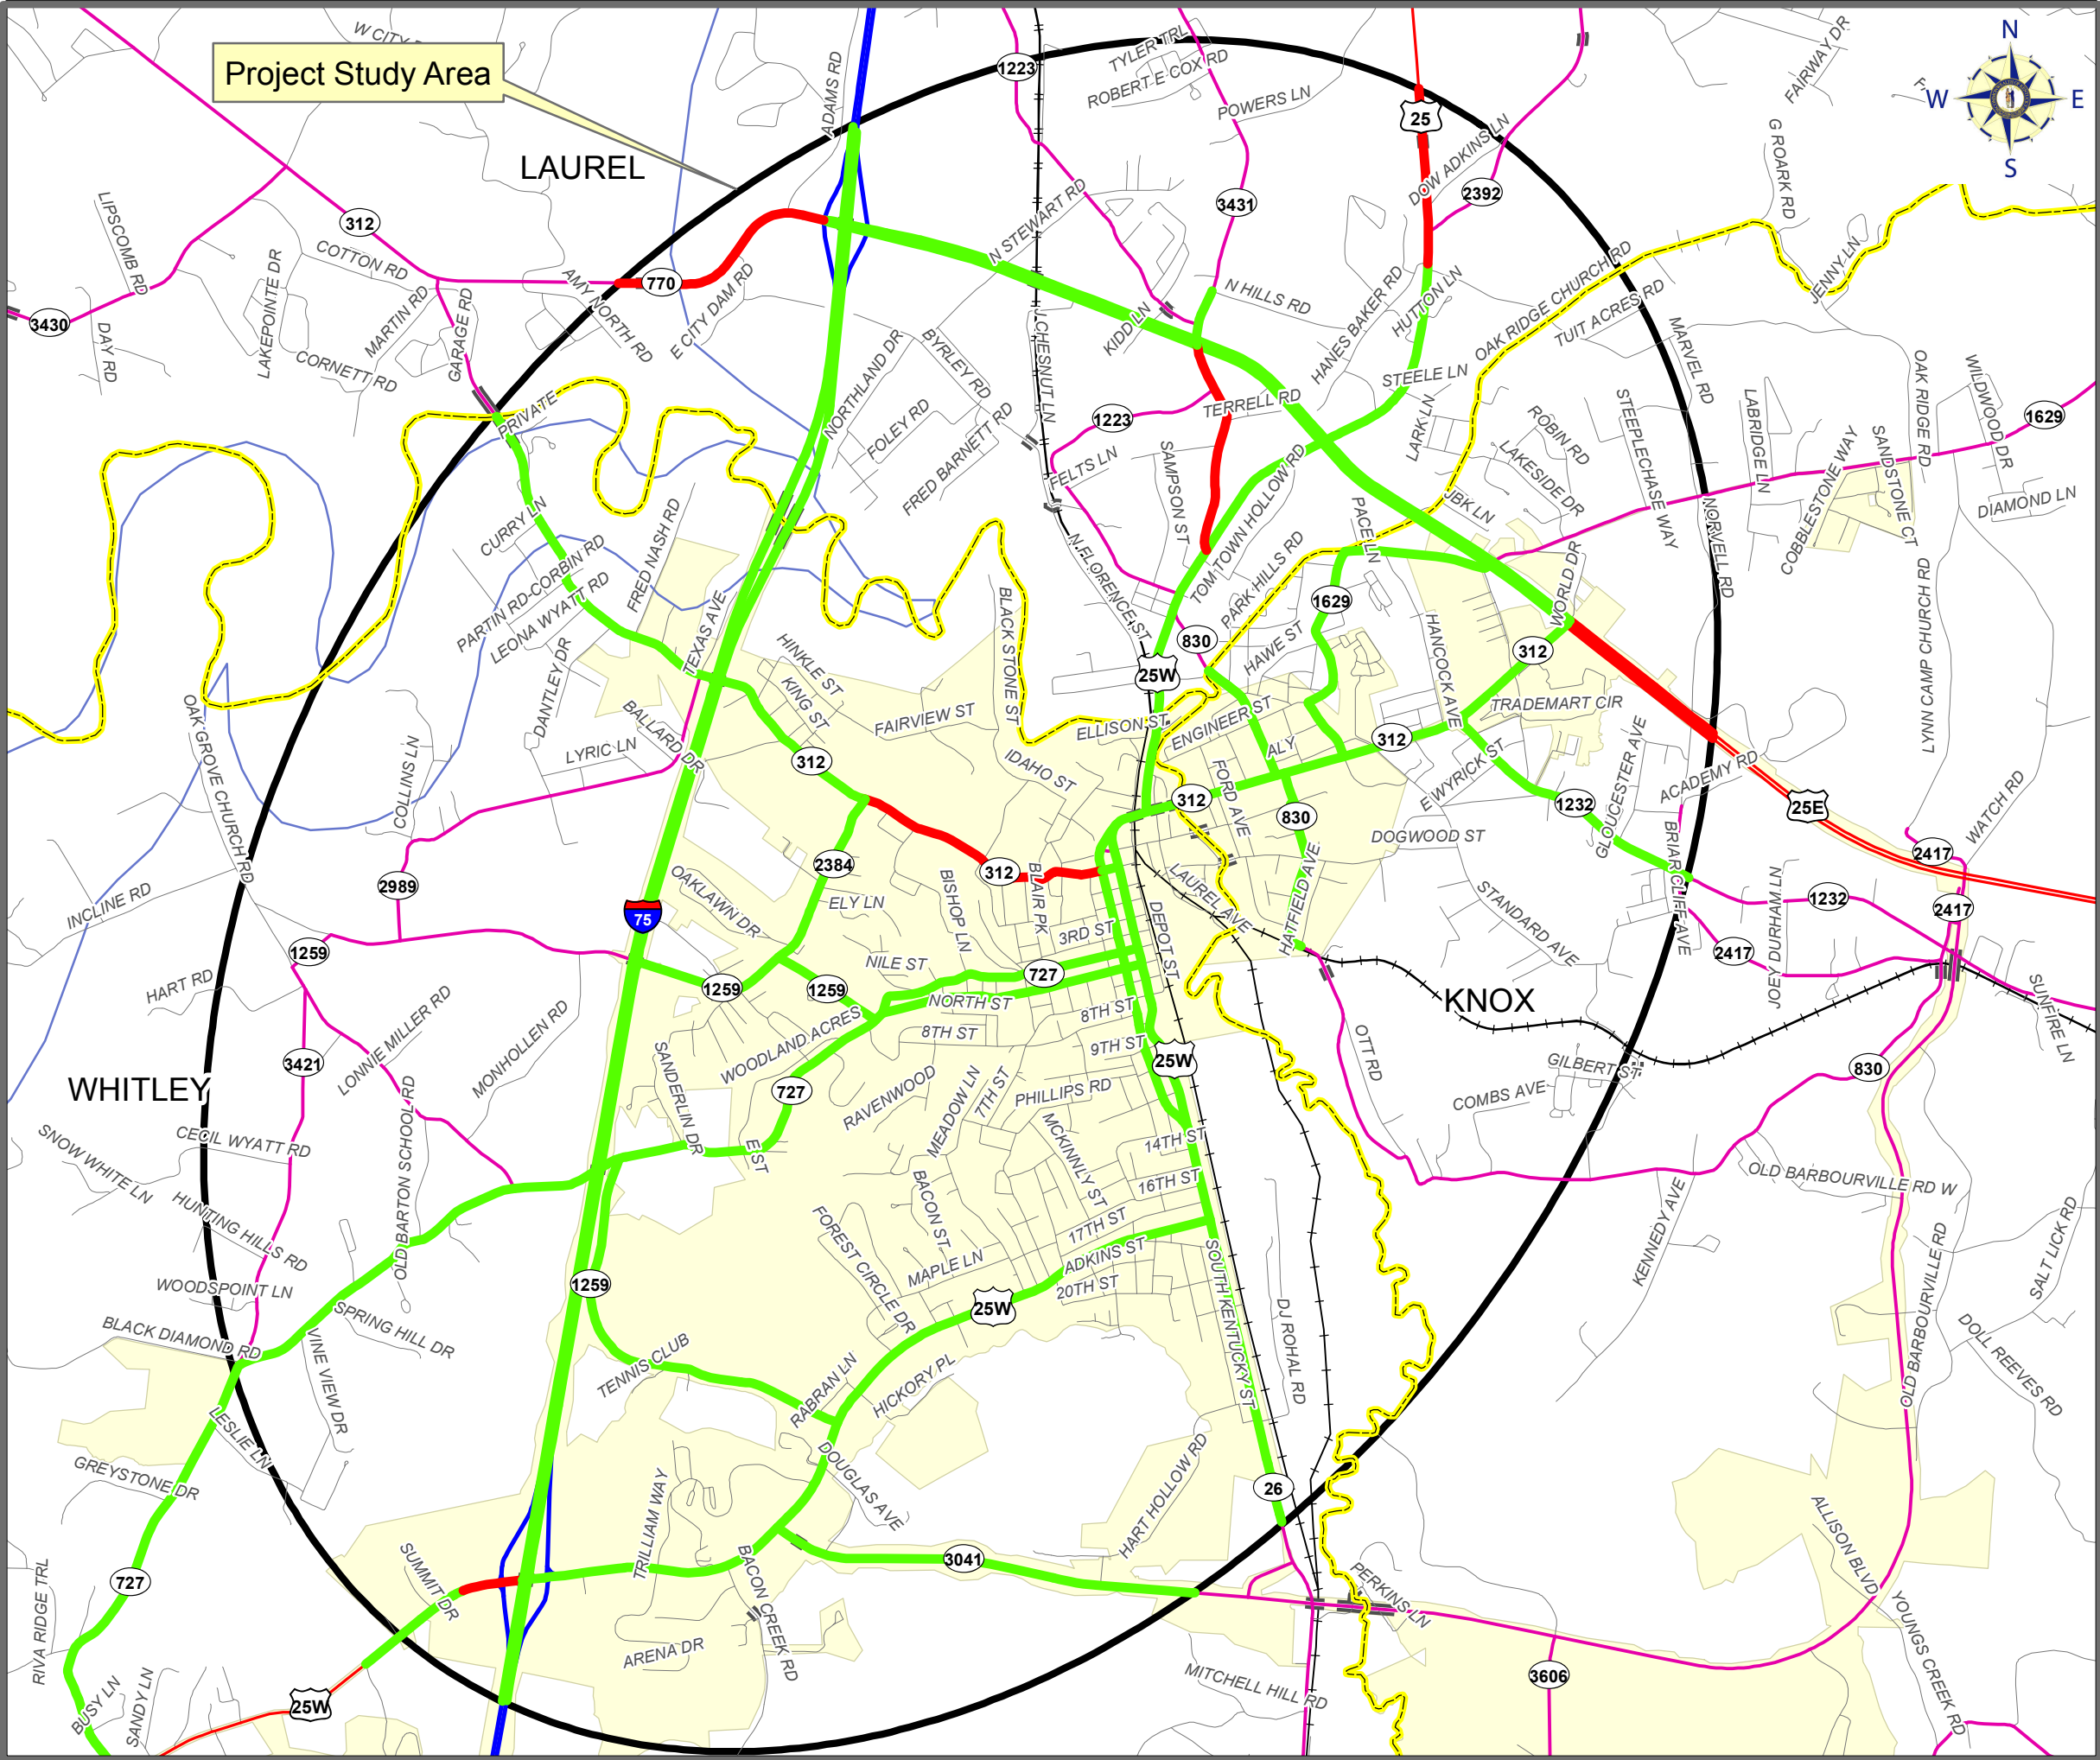 Project Study Area
N
W
E
S
LAUREL
KNOX
WHITLEY
ADAMS RD
1223
TYLER TRL
ROBERT E COX RD
POWERS LN
25
DOW ADKINS LN
2392
FAIRWAY DR
G ROARK RD
JENNY LN
LIPSCOMB RD
312
COTTON RD
LAKEPOINTE DR
MARTIN RD
GARAGE RD
CORNETT RD
DAY RD
3430
AMY NORTH RD
770
E CITY DAM RD
N STEWART RD
3431
N HILLS RD
KIDD LN
HANES BAKER RD
HUTTON LN
OAK RIDGE CHURCH RD
TUIT ACRES RD
MARVEL RD
STEELE LN
J CHESNUT LN
BYRLEY RD
NORTHLAND DR
FOLEY RD
FRED BARNETT RD
PRIVATE
1223
TERRELL RD
FELTS LN
SAMPSON ST
TOM TOWN HOLLOW RD
LARK LN
ROBIN RD
LAKESIDE DR
JBK LN
STEEPLECHASE WAY
LABRIDGE LN
COBBLESTONE WAY
SANDSTONE CT
OAK RIDGE RD
WILDWOOD DR
1629
DIAMOND LN
NORVELL RD
CURRY LN
PARTIN RD-CORBIN RD
LEONA WYATT RD
FRED NASH RD
TEXAS AVE
DANTLEY DR
N FLORENCE ST
PACE LN
PARK HILLS RD
1629
HAWE ST
830
25W
HANCOCK AVE
312
WORLD DR
TRADEMART CIR
LYNN CAMP CHURCH RD
BLACK STONE ST
HINKLE ST
KING ST
FAIRVIEW ST
ELLISON ST
ENGINEER ST
ALY
312
E WYRICK ST
GLOUCESTER AVE
ACADEMY RD
25E
WATCH RD
OAK GROVE CHURCH RD
COLLINS LN
LYRIC LN
BALLARD DR
312
IDAHO ST
312
FORD AVE
830
1232
DOGWOOD ST
2417
BRIAR CLIFF AVE
INCLINE RD
2989
2384
312
BLAIR PK
OAKLAWN DR
ELY LN
BISHOP LN
75
LAUREL AVE
HATFIELD AVE
STANDARD AVE
JOEY DURHAM LN
1232
2417
2417
1259
HART RD
1259
1259
NILE ST
3RD ST
727
DEPOT ST
NORTH ST
8TH ST
8TH ST
9TH ST
25W
SUNFIRE LN
3421
LONNIE MILLER RD
MONHOLLEN RD
SANDERLIN DR
WOODLAND ACRES
727
RAVENWOOD
MEADOW LN
7TH ST
PHILLIPS RD
OTT RD
GILBERT ST
COMBS AVE
830
SNOW WHITE LN
CECIL WYATT RD
OLD BARTON SCHOOL RD
E ST
BACON ST
MCKINNLY ST
14TH ST
16TH ST
OLD BARBOURVILLE RD W
HUNTING HILLS RD
WOODSPOINT LN
1259
FOREST CIRCLE DR
MAPLE LN
17TH ST
ADKINS ST
20TH ST
25W
SOUTH KENTUCKY ST
DJ ROHAL RD
KENNEDY AVE
OLD BARBOURVILLE RD
SALT LICK RD
BLACK DIAMOND RD
SPRING HILL DR
VINE VIEW DR
TENNIS CLUB
RABRAN LN
HICKORY PL
DOLL REEVES RD
LESLIE LN
GREYSTONE DR
DOUGLAS AVE
HART HOLLOW RD
26
ALLISON BLVD
SUMMIT DR
TRILLIAM WAY
BACON CREEK RD
3041
PERKINS LN
727
RIVA RIDGE TRL
ARENA DR
MITCHELL HILL RD
3606
YOUNGS CREEK RD
BUSY LN
SANDY LN
25W